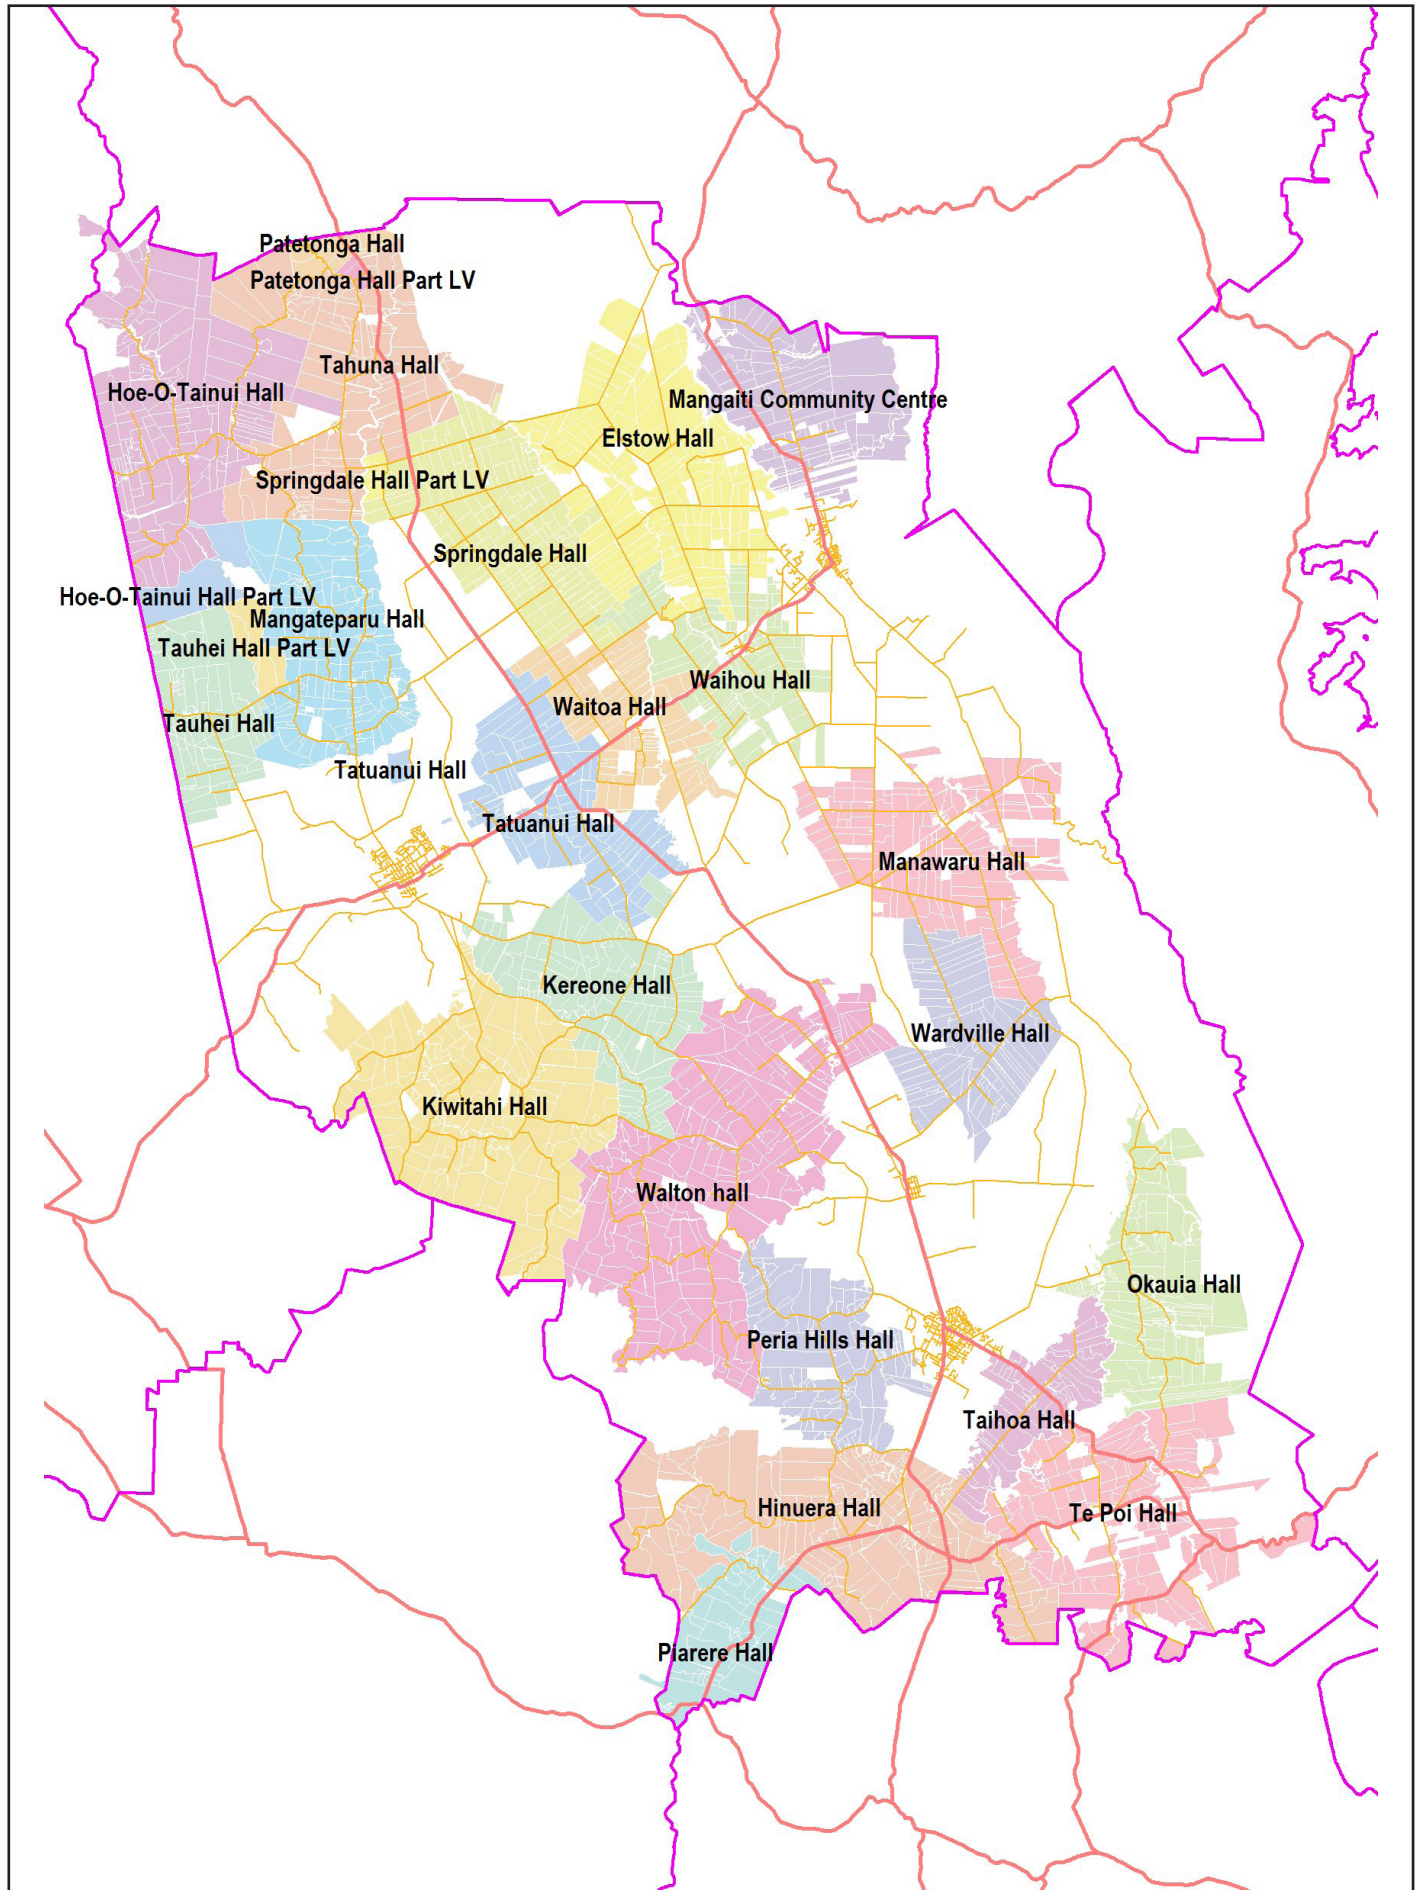 Patetonga Hall
Patetonga Hall Part LV
Tahuna Hall
Hoe-O-Tainui Hall
Mangaiti Community Centre
Elstow Hall
Springdale Hall Part LV
Springdale Hall
Hoe-O-Tainui Hall Part LV
Mangateparu Hall
Tauhei Hall Part LV
Waihou Hall
Waitoa Hall
Tauhei Hall
Tatuanui Hall
Tatuanui Hall
Manawaru Hall
Kereone Hall
Wardville Hall
Kiwitahi Hall
Walton hall
Okauia Hall
Peria Hills Hall
Taihoa Hall
Hinuera Hall
Te Poi Hall
Piarere Hall